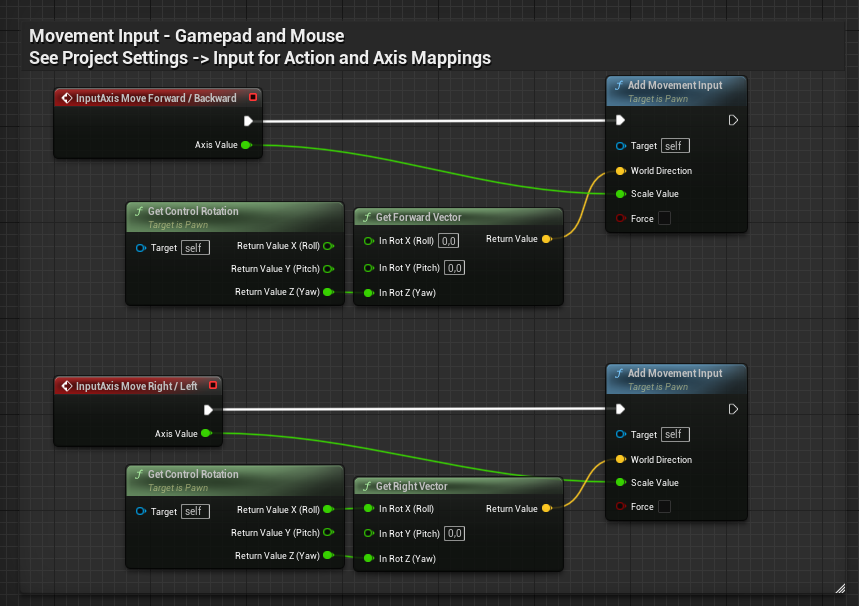 Movement Input - Gamepad and Mouse
See Project Settings -> Input for Action and Axis Mappings
InputAxis Move Forward / Backward
Axis Value
Add Movement Input
Target is Pawn
Target self
World Direction
Scale Value
Force
Get Control Rotation
Target is Pawn
Target self
Return Value X (Roll)
Return Value Y (Pitch)
Return Value Z (Yaw)
Get Forward Vector
In Rot X (Roll) 0,0
Return Value
In Rot Y (Pitch) 0,0
In Rot Z (Yaw)
InputAxis Move Right / Left
Axis Value
Add Movement Input
Target is Pawn
Target self
World Direction
Scale Value
Force
Get Control Rotation
Target is Pawn
Target self
Return Value X (Roll)
Return Value Y (Pitch)
Return Value Z (Yaw)
Get Right Vector
In Rot X (Roll)
Return Value
In Rot Y (Pitch) 0,0
In Rot Z (Yaw)